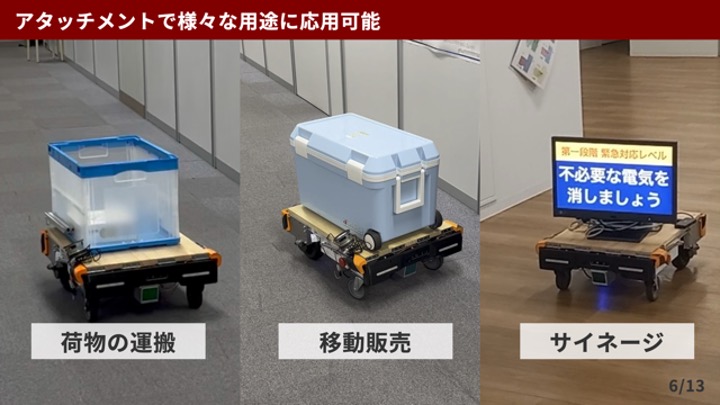 アタッチメントで様々な用途に応用可能
第一段階 緊急対応レベル
不必要な電気を
消しましょう
荷物の運搬
移動販売
サイネージ
6/13